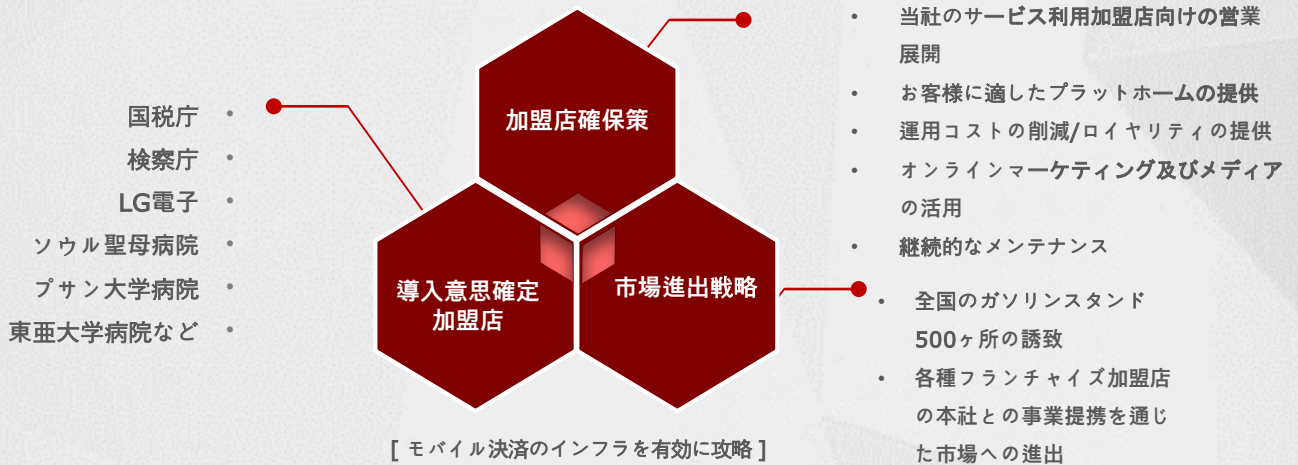 加盟店確保策
• 当社のサービス利用加盟店向けの営業
展開
• お客様に適したプラットホームの提供
• 運用コストの削減/ロイヤリティの提供
• オンラインマーケティング及びメディア
の活用
• 継続的なメンテナンス
導入意思確定
加盟店
国税庁 •
検察庁 •
LG電子 •
ソウル聖母病院 •
プサン大学病院 •
東亜大学病院など •
市場進出戦略
• 全国のガソリンスタンド
500ヶ所の誘致
• 各種フランチャイズ加盟店
の本社との事業提携を通じ
た市場への進出
[ モバイル決済のインフラを有効に攻略 ]